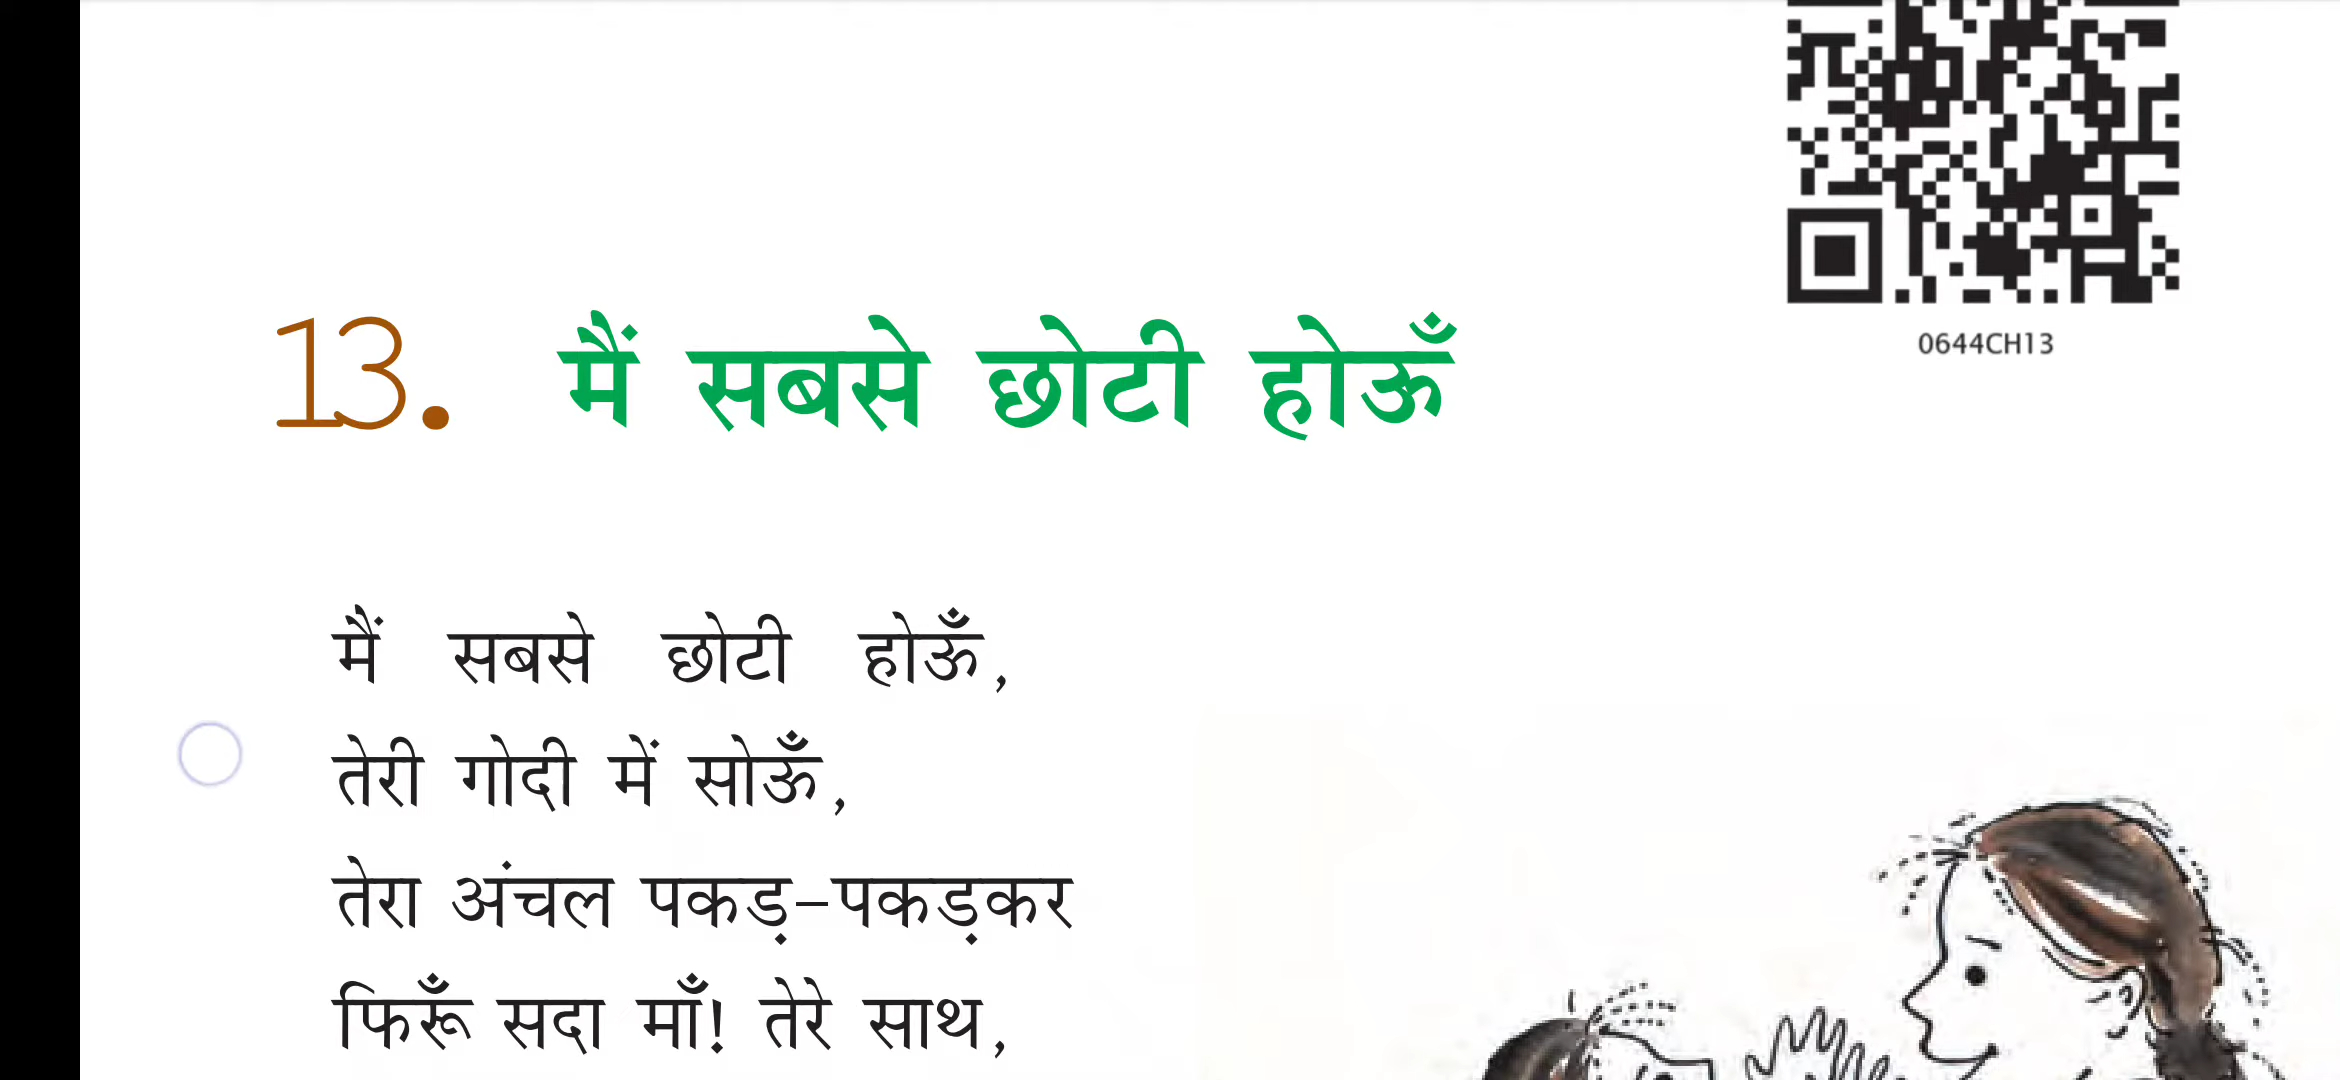 0644CH13
13. मैं सबसे छोटी होऊँ
मैं सबसे छोटी होऊँ,
तेरी गोदी में सोऊँ,
तेरा अंचल पकड़-पकड़कर
फिरूँ सदा माँ! तेरे साथ,